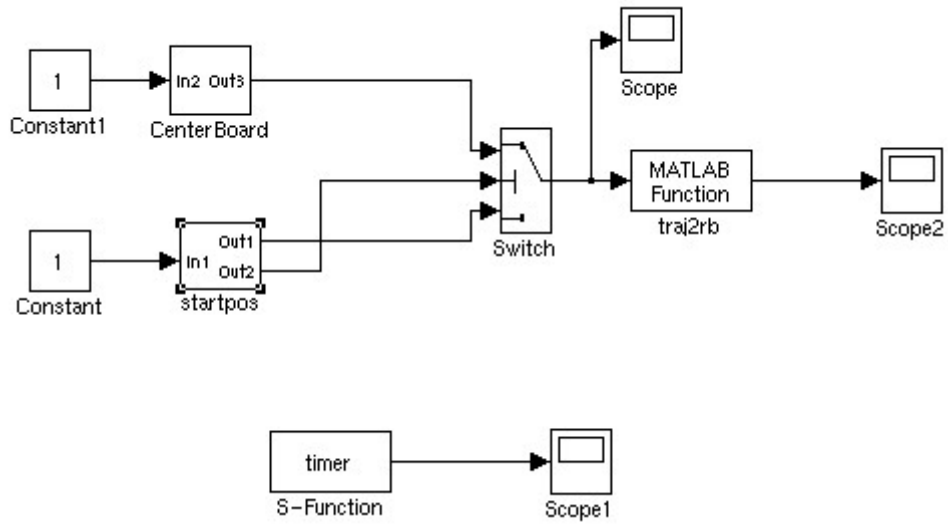 Scope
1
Constant1
In2 Out3
CenterBoard
MATLAB
Function
traj2rb
Scope2
Switch
1
Constant
In1
Out1
Out2
startpos
timer
S-Function
Scope1